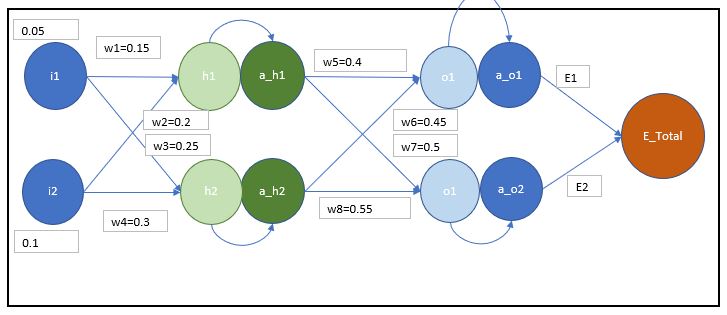 0.05
w1=0.15
i1
h1
a_h1
w5=0.4
o1
a_o1
E1
w2=0.2
w3=0.25
w6=0.45
w7=0.5
E_Total
i2
h2
a_h2
o1
a_o2
E2
w4=0.3
w8=0.55
0.1